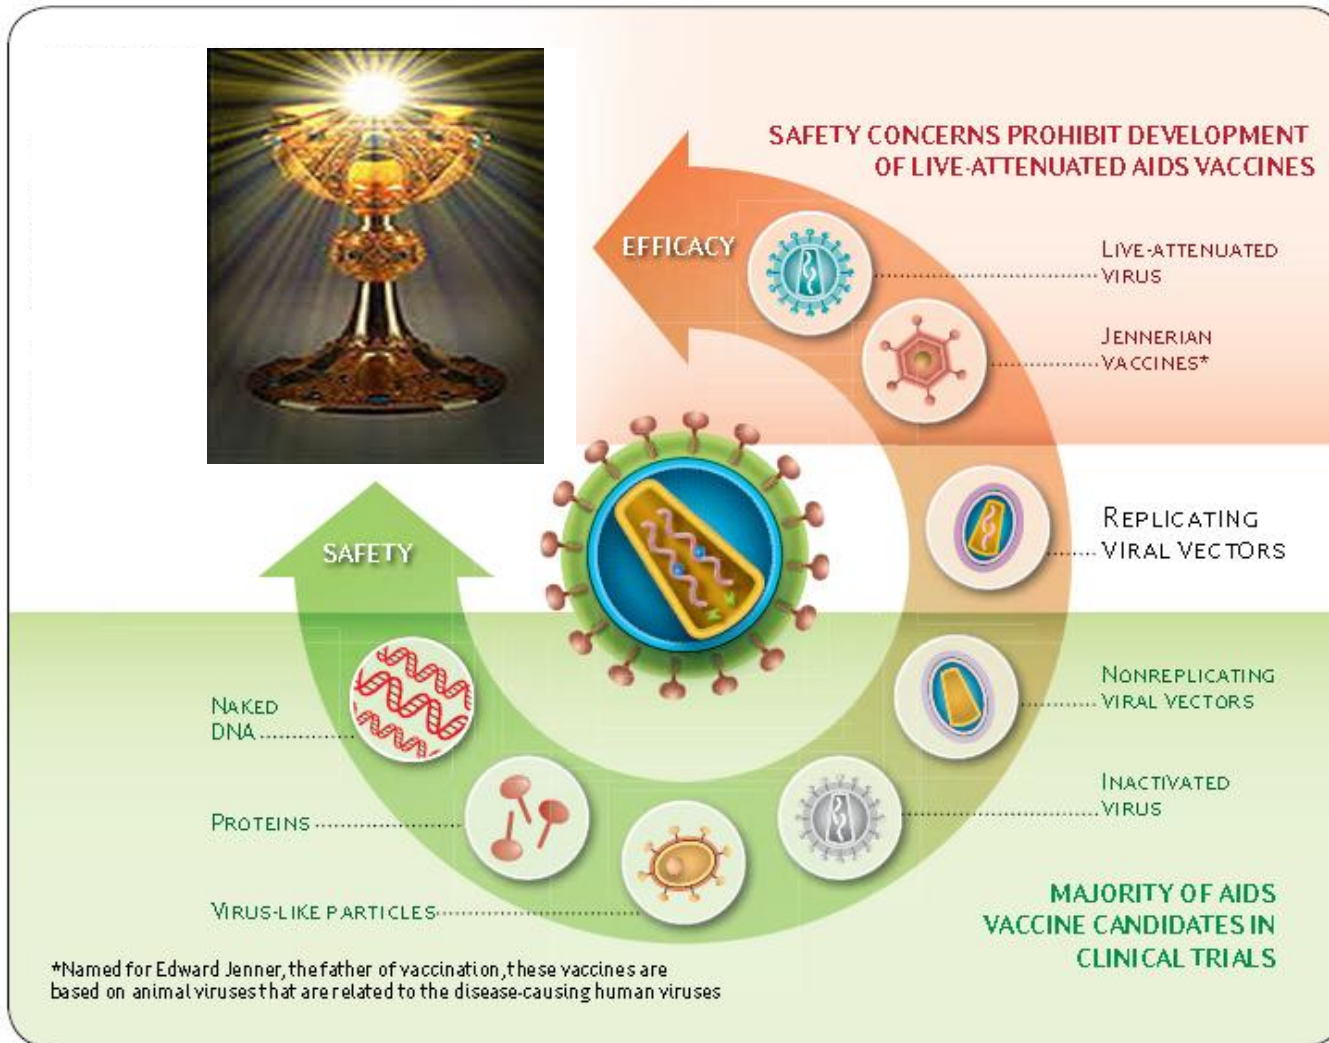 SAFETY CONCERNS PROHIBIT DEVELOPMENT
OF LIVE-ATTENUATED AIDS VACCINES
EFFICACY
LIVE-ATTENUATED
VIRUS
JENNERIAN
VACCINES*
REPLICATING
VIRAL VECTORS
SAFETY
NONREPLICATING
VIRAL VECTORS
NAKED
DNA
INACTIVATED
VIRUS
PROTEINS
VIRUS-LIKE PARTICLES
MAJORITY OF AIDS
VACCINE CANDIDATES IN
CLINICAL TRIALS
*Named for Edward Jenner, the father of vaccination, these vaccines are
based on animal viruses that are related to the disease-causing human viruses